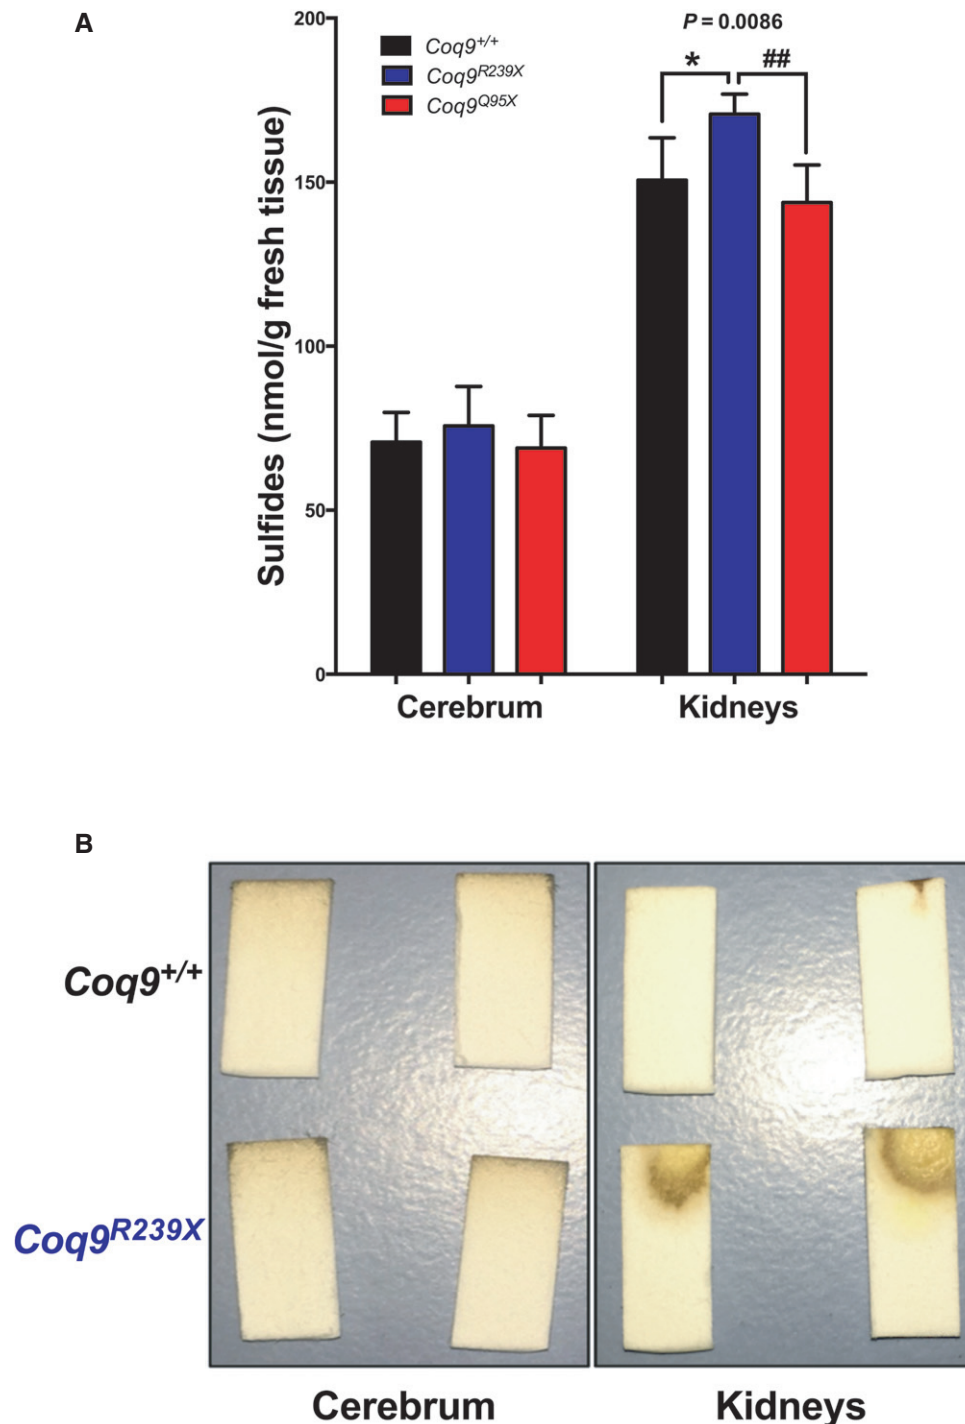 A
200
P = 0.0086
Coq9+/+
* ##
Coq9R239X
Coq9Q95X
150
Sulfides (nmol/g fresh tissue)
100
50
0
Cerebrum Kidneys
B
Coq9+/+
Coq9R239X
Cerebrum Kidneys